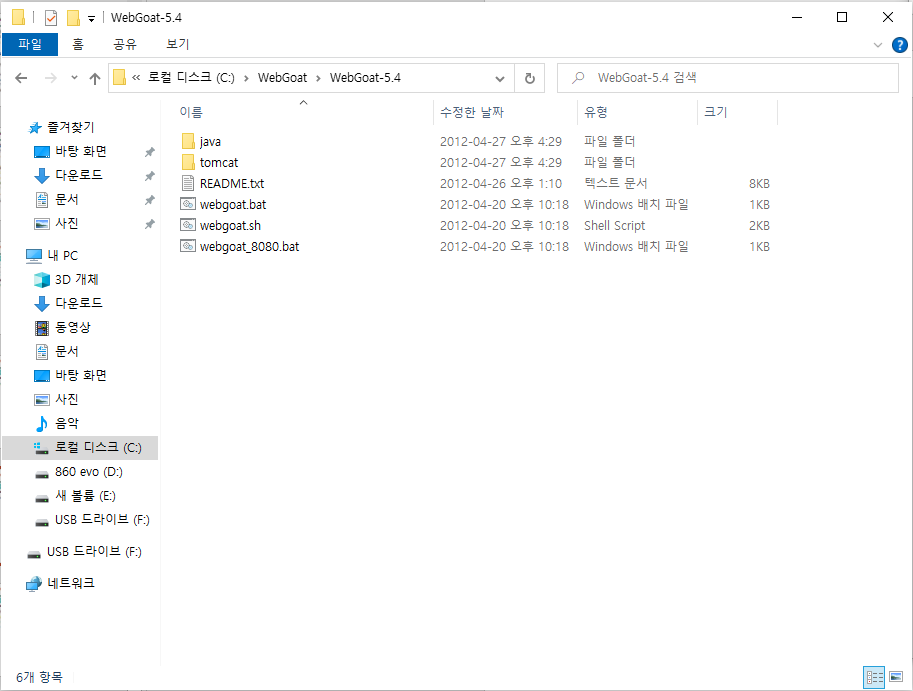 WebGoat-5.4
파일 홈 공유 보기
« 로컬 디스크 (C:) › WebGoat › WebGoat-5.4 WebGoat-5.4 검색
이름 수정한 날짜 유형 크기
java 2012-04-27 오후 4:29 파일 폴더
tomcat 2012-04-27 오후 4:29 파일 폴더
README.txt 2012-04-26 오후 1:10 텍스트 문서 8KB
webgoat.bat 2012-04-20 오후 10:18 Windows 배치 파일 1KB
webgoat.sh 2012-04-20 오후 10:18 Shell Script 2KB
webgoat_8080.bat 2012-04-20 오후 10:18 Windows 배치 파일 1KB
즐겨찾기
바탕 화면
다운로드
문서
사진
내 PC
3D 개체
다운로드
동영상
문서
바탕 화면
사진
음악
로컬 디스크 (C:)
860 evo (D:)
새 볼륨 (E:)
USB 드라이브 (F:)
USB 드라이브 (F:)
네트워크
6개 항목